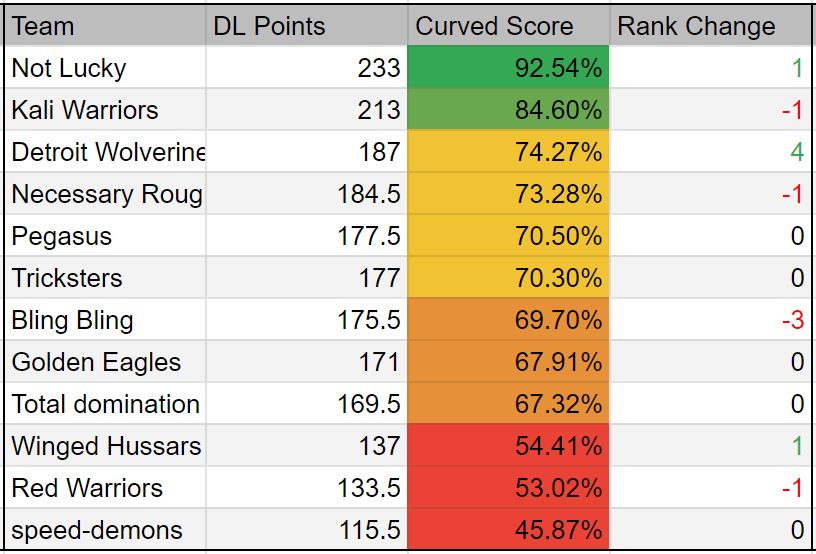 Team DL Points Curved Score Rank Change
Not Lucky 233 92.54% 1
Kali Warriors 213 84.60% -1
Detroit Wolverine 187 74.27% 4
Necessary Roug 184.5 73.28% -1
Pegasus 177.5 70.50% 0
Tricksters 177 70.30% 0
Bling Bling 175.5 69.70% -3
Golden Eagles 171 67.91% 0
Total domination 169.5 67.32% 0
Winged Hussars 137 54.41% 1
Red Warriors 133.5 53.02% -1
speed-demons 115.5 45.87% 0